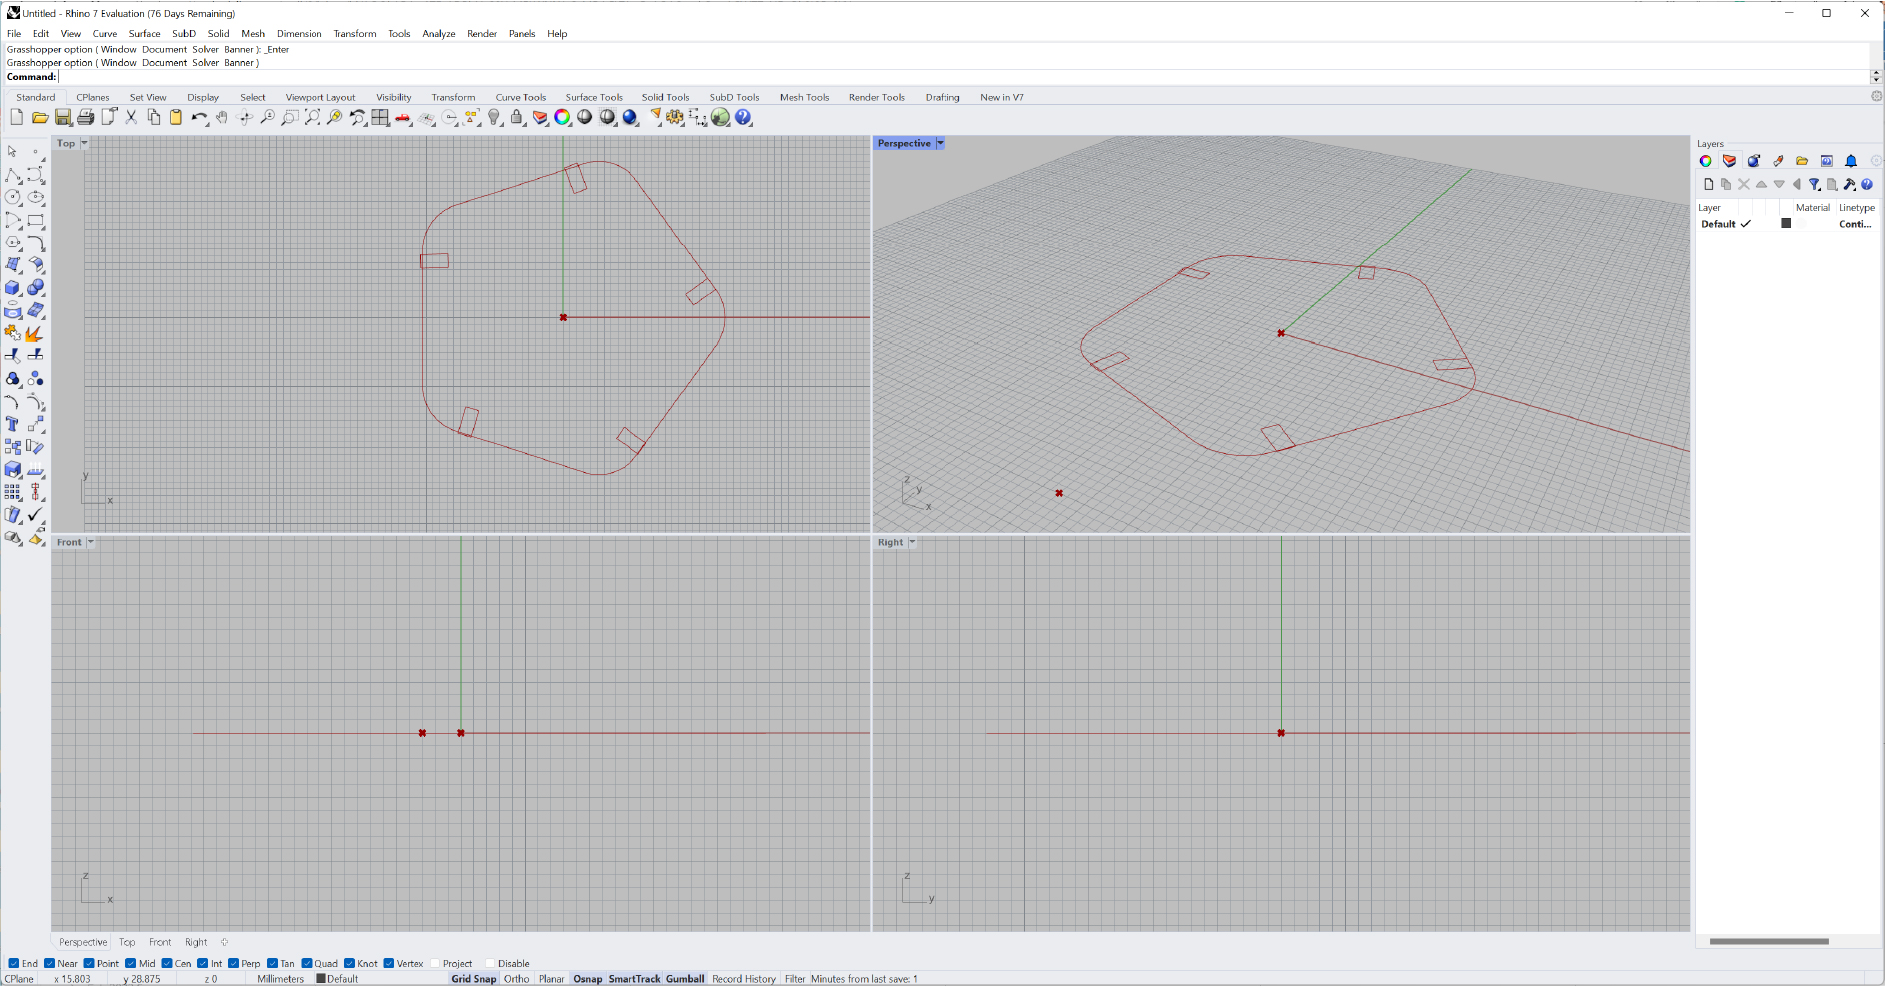 Untitled - Rhino 7 Evaluation (76 Days Remaining)
File Edit View Curve Surface SubD Solid Mesh Dimension Transform Tools Analyze Render Panels Help
Grasshopper option ( Window Document Solver Banner ): _Enter
Grasshopper option ( Window Document Solver Banner )
Command:
Standard CPlanes Set View Display Select Viewport Layout Visibility Transform Curve Tools Surface Tools Solid Tools SubD Tools Mesh Tools Render Tools Drafting New in V7
Top
Perspective
Layers
Layer Material Linetype
Default Conti...
y
x
z
y
x
Front
Right
z
x
z
y
Perspective Top Front Right
End Near Point Mid Cen Int Perp Tan Quad Knot Vertex Project Disable
CPlane x 15.803 y 28.875 z 0 Millimeters Default Grid Snap Ortho Planar Osnap SmartTrack Gumball Record History Filter Minutes from last save: 1